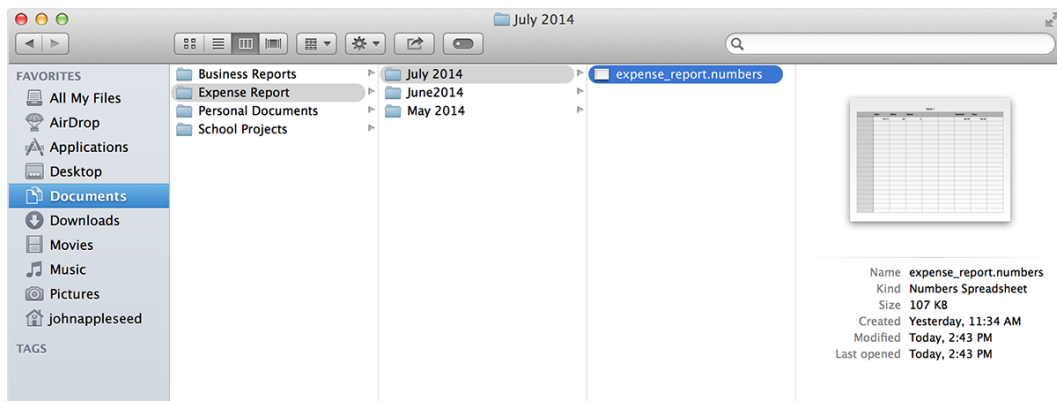 July 2014
FAVORITES
All My Files
AirDrop
Applications
Desktop
Documents
Downloads
Movies
Music
Pictures
johnappleseed
TAGS
Business Reports
Expense Report
Personal Documents
School Projects
July 2014
June2014
May 2014
expense_report.numbers
Name expense_report.numbers
Kind Numbers Spreadsheet
Size 107 KB
Created Yesterday, 11:34 AM
Modified Today, 2:43 PM
Last opened Today, 2:43 PM